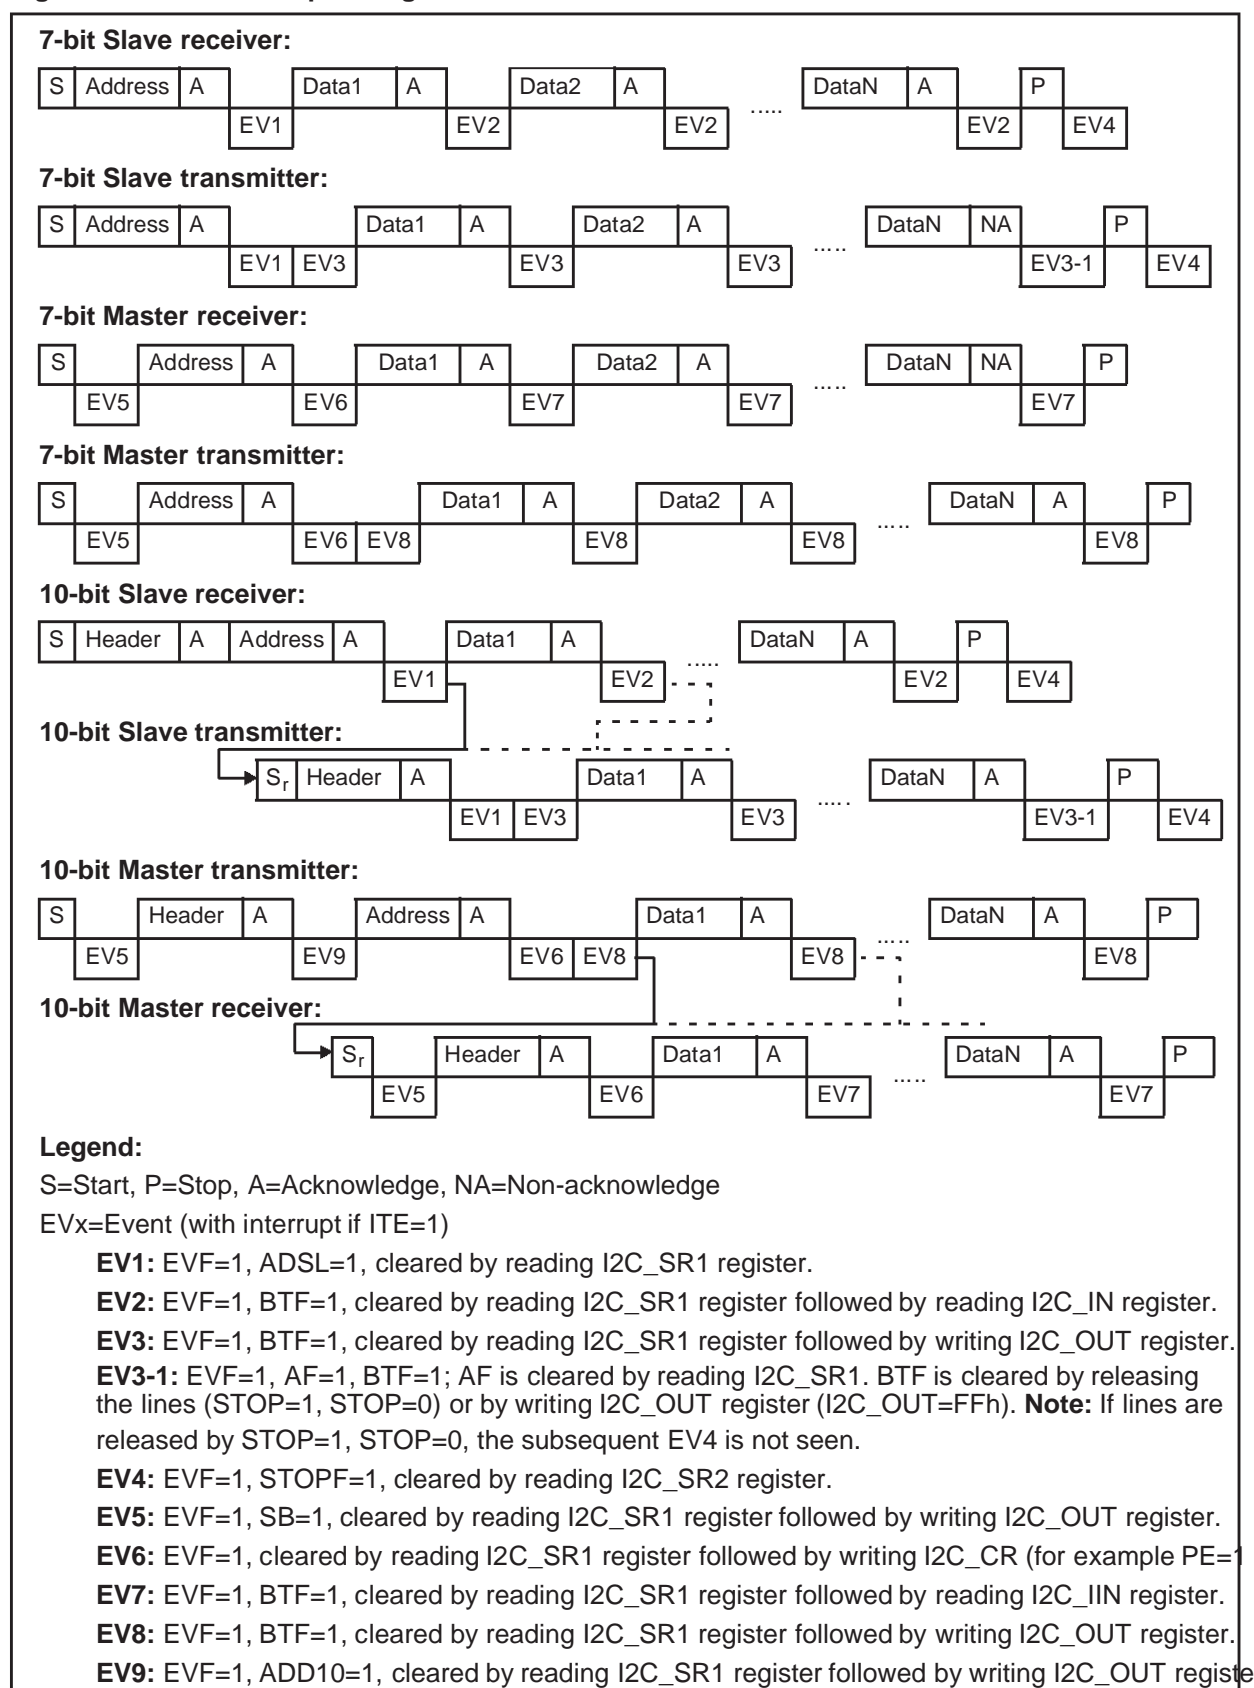 7-bit Slave receiver:
S Address A Data1 A Data2 A ..... DataN A P
EV1 EV2 EV2 EV2 EV4
7-bit Slave transmitter:
S Address A Data1 A Data2 A ..... DataN NA P
EV1 EV3 EV3 EV3 EV3-1 EV4
7-bit Master receiver:
S Address A Data1 A Data2 A ..... DataN NA P
EV5 EV6 EV7 EV7 EV7
7-bit Master transmitter:
S Address A Data1 A Data2 A ..... DataN A P
EV5 EV6 EV8 EV8 EV8 EV8
10-bit Slave receiver:
S Header A Address A Data1 A ..... DataN A P
EV1 EV2 EV2 EV4
10-bit Slave transmitter:
Sr Header A Data1 A ..... DataN A P
EV1 EV3 EV3 EV3-1 EV4
10-bit Master transmitter:
S Header A Address A Data1 A ..... DataN A P
EV5 EV9 EV6 EV8 EV8 EV8
10-bit Master receiver:
Sr Header A Data1 A ..... DataN A P
EV5 EV6 EV7 EV7
Legend:
S=Start, P=Stop, A=Acknowledge, NA=Non-acknowledge
EVx=Event (with interrupt if ITE=1)
EV1: EVF=1, ADSL=1, cleared by reading I2C_SR1 register.
EV2: EVF=1, BTF=1, cleared by reading I2C_SR1 register followed by reading I2C_IN register.
EV3: EVF=1, BTF=1, cleared by reading I2C_SR1 register followed by writing I2C_OUT register.
EV3-1: EVF=1, AF=1, BTF=1; AF is cleared by reading I2C_SR1. BTF is cleared by releasing
the lines (STOP=1, STOP=0) or by writing I2C_OUT register (I2C_OUT=FFh). Note: If lines are
released by STOP=1, STOP=0, the subsequent EV4 is not seen.
EV4: EVF=1, STOPF=1, cleared by reading I2C_SR2 register.
EV5: EVF=1, SB=1, cleared by reading I2C_SR1 register followed by writing I2C_OUT register.
EV6: EVF=1, cleared by reading I2C_SR1 register followed by writing I2C_CR (for example PE=1
EV7: EVF=1, BTF=1, cleared by reading I2C_SR1 register followed by reading I2C_IIN register.
EV8: EVF=1, BTF=1, cleared by reading I2C_SR1 register followed by writing I2C_OUT register.
EV9: EVF=1, ADD10=1, cleared by reading I2C_SR1 register followed by writing I2C_OUT registe